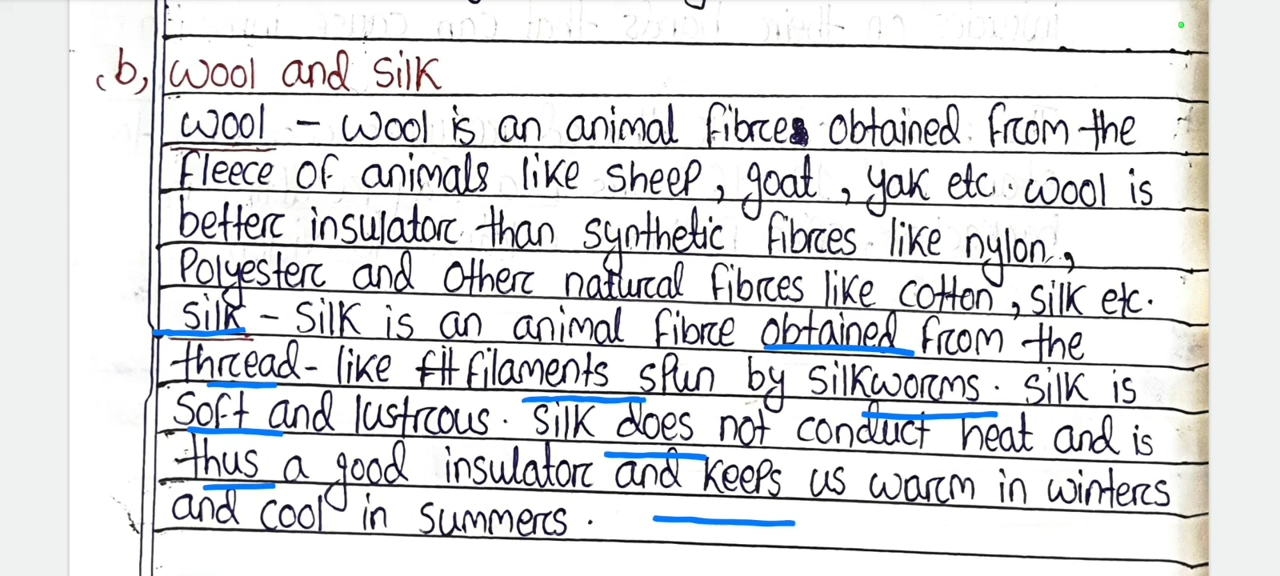 b, wool and silk
wool - wool is an animal fibre obtained from the
fleece of animals like sheep, goat, yak etc. wool is
better insulator than synthetic fibres like nylon,
Polyester and other natural fibres like cotton, silk etc.
silk - silk is an animal fibre obtained from the
thread-like filaments spun by silkworms. silk is
soft and lustrous. silk does not conduct heat and is
thus a good insulator and keeps us warm in winters
and cool in summers.